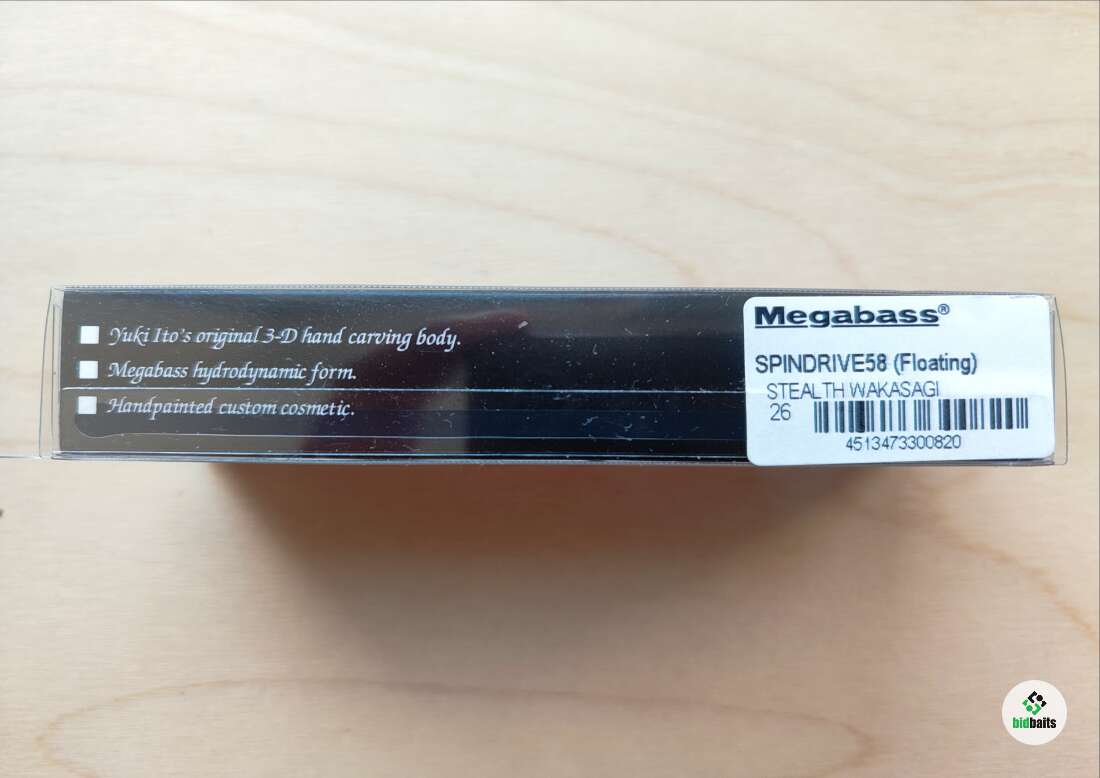 Yuki Ito's original 3-D hand carving body.
Megabass hydrodynamic form.
Handpainted custom cosmetic.
Megabass®
SPINDRIVE58 (Floating)
STEALTH WAKASAGI
26
4513473300820
bidbaits